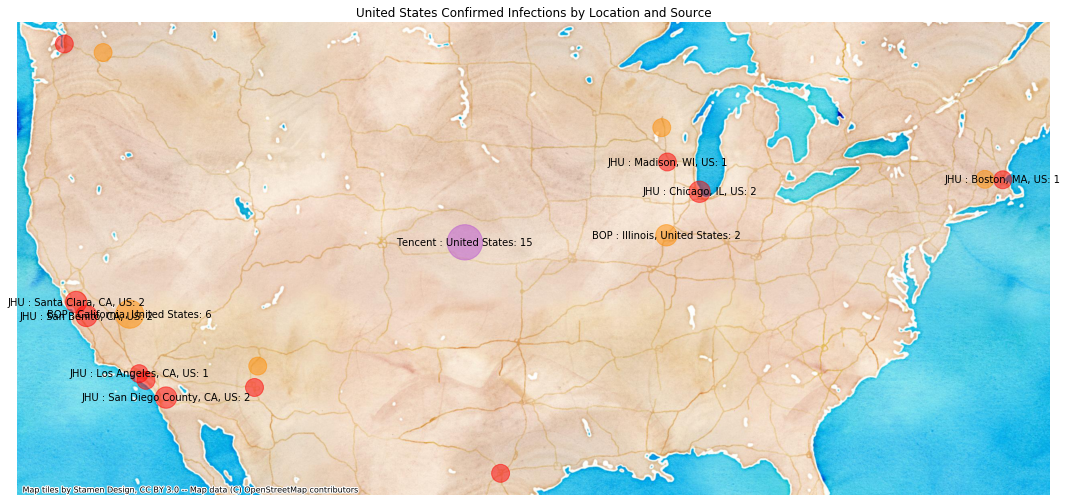 United States Confirmed Infections by Location and Source
JHU : Madison, WI, US: 1
JHU : Boston, MA, US: 1
JHU : Chicago, IL, US: 2
BOP : Illinois, United States: 2
Tencent : United States: 15
JHU : Santa Clara, CA, US: 2
BOP : California, United States: 6
JHU : San Benito, CA, US: 2
JHU : Los Angeles, CA, US: 1
JHU : San Diego County, CA, US: 2
Map tiles by Stamen Design, CC BY 3.0 -- Map data (C) OpenStreetMap contributors